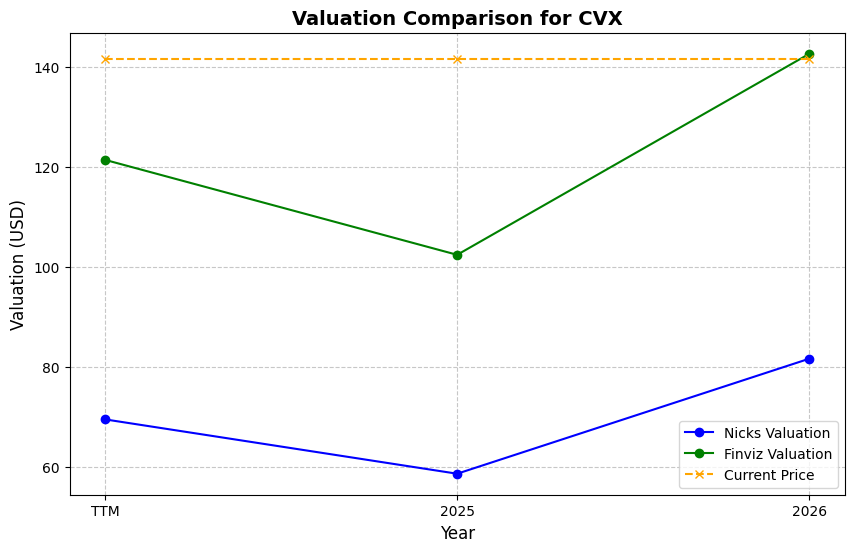 Valuation Comparison for CVX
Valuation (USD)
140
120
100
80
60
TTM
2025
2026
Year
Nicks Valuation
Finviz Valuation
Current Price